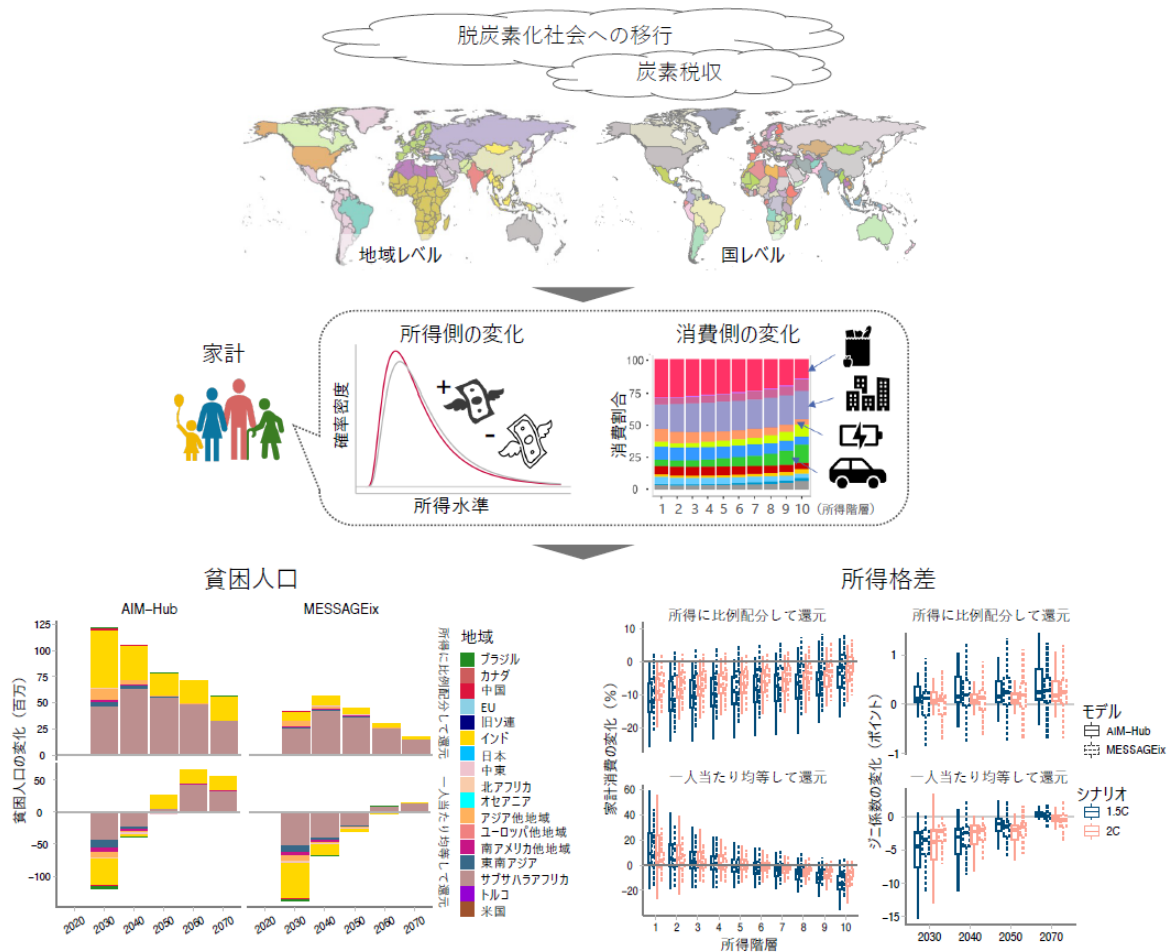 脱炭素化社会への移行
炭素税収
地域レベル
国レベル
家計
所得側の変化
確率密度
+
-
所得水準
消費側の変化
消費割合
100
75
50
25
0
1 2 3 4 5 6 7 8 9 10 (所得階層)
貧困人口
AIM-Hub
MESSAGEix
貧困人口の変化(百万)
125
100
75
50
25
0
所得に比例配分して還元
50
0
-50
-100
一人当たり均等して還元
2020 2030 2040 2050 2060 2070
2020 2030 2040 2050 2060 2070
地域
ブラジル
カナダ
中国
EU
旧ソ連
インド
日本
中東
北アフリカ
オセアニア
アジア他地域
ユーロッパ他地域
南アメリカ他地域
東南アジア
サブサハラアフリカ
トルコ
米国
所得格差
所得に比例配分して還元
家計消費の変化(%)
10
0
-10
-20
一人当たり均等して還元
60
40
20
0
-20
1 2 3 4 5 6 7 8 9 10
所得階層
所得に比例配分して還元
ジニ係数の変化(ポイント)
1
0
-1
一人当たり均等して還元
0
-5
-10
-15
2030 2040 2050 2070
モデル
AIM-Hub
MESSAGEix
シナリオ
1.5C
2C